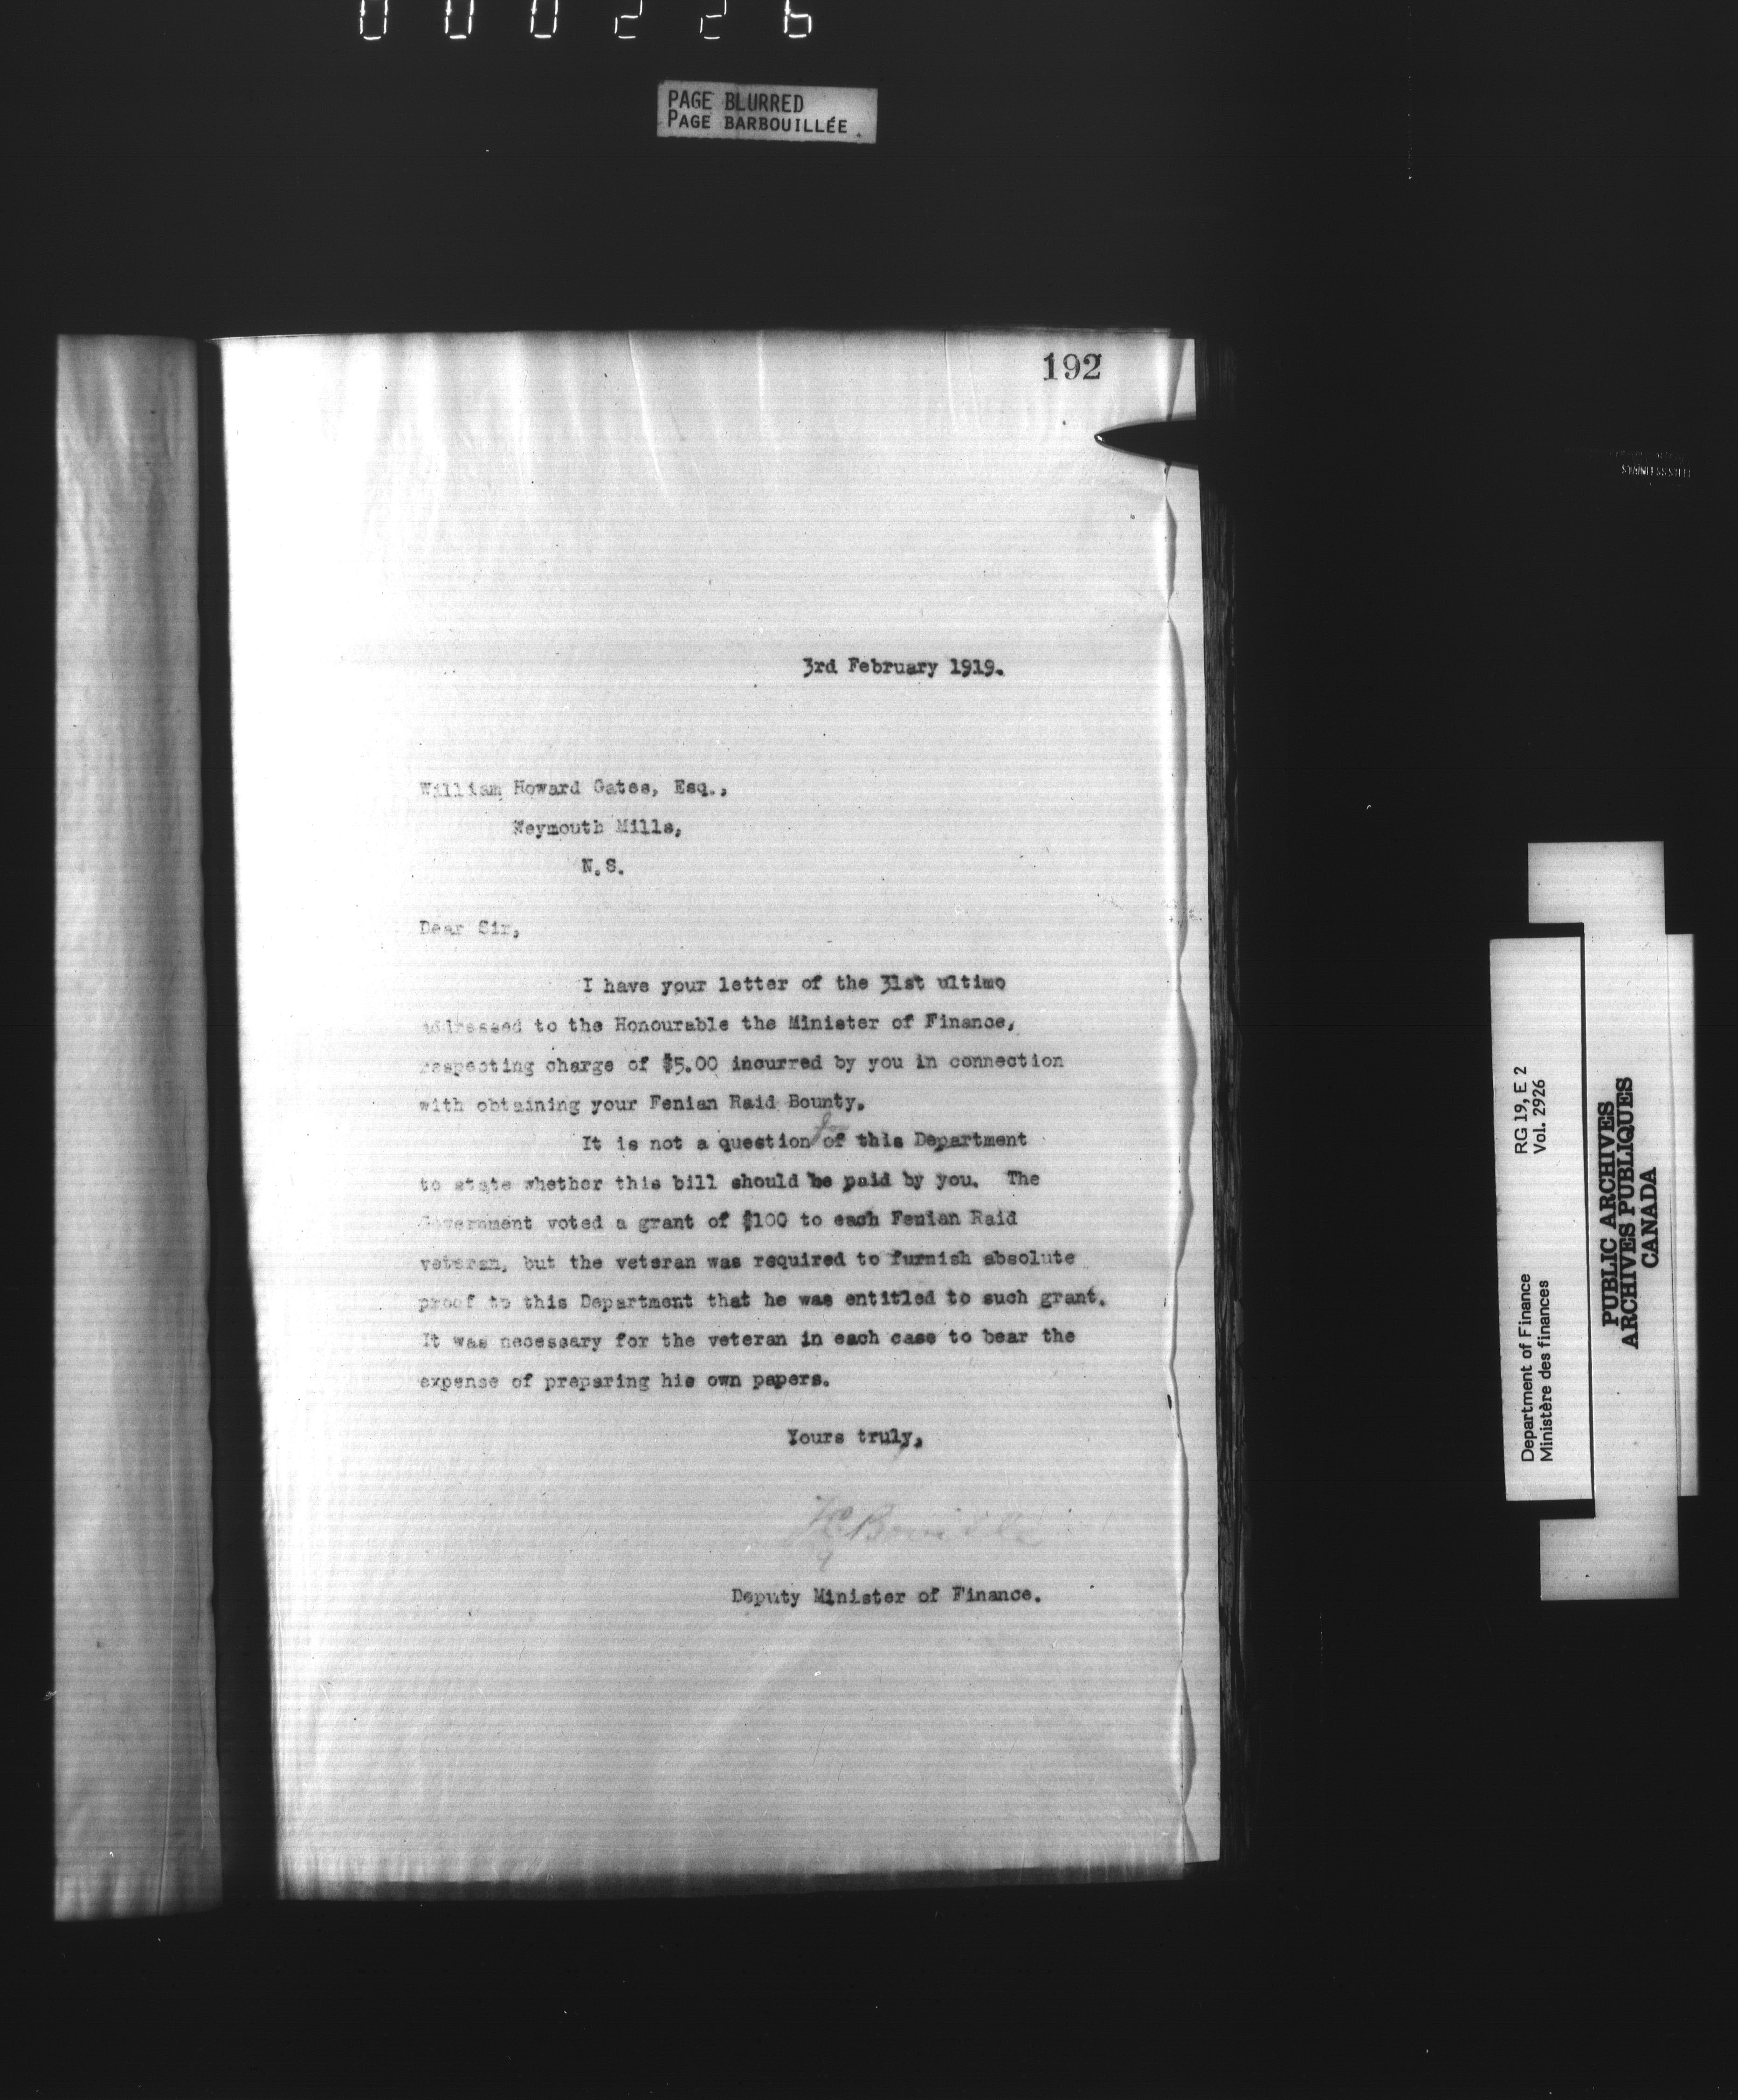 000226
PAGE BLURRED
PAGE BARBOUILLÉE
192
3rd February 1919.
William Howard Gates, Esq.,
Weymouth Mills,
N.S.
Dear Sir,
I have your letter of the 31st ultimo
addressed to the Honourable the Minister of Finance,
respecting charge of $5.00 incurred by you in connection
with obtaining your Fenian Raid Bounty.
for
It is not a question of this Department
to state whether this bill should be paid by you. The
Government voted a grant of $100 to each Fenian Raid
veteran, but the veteran was required to furnish absolute
proof to this Department that he was entitled to such grant.
It was necessary for the veteran in each case to bear the
expense of preparing his own papers.
Yours truly,
Boville
Deputy Minister of Finance.
Department of Finance RG 19, E 2
Ministère des finances Vol. 2926
PUBLIC ARCHIVES
ARCHIVES PUBLIQUES
CANADA